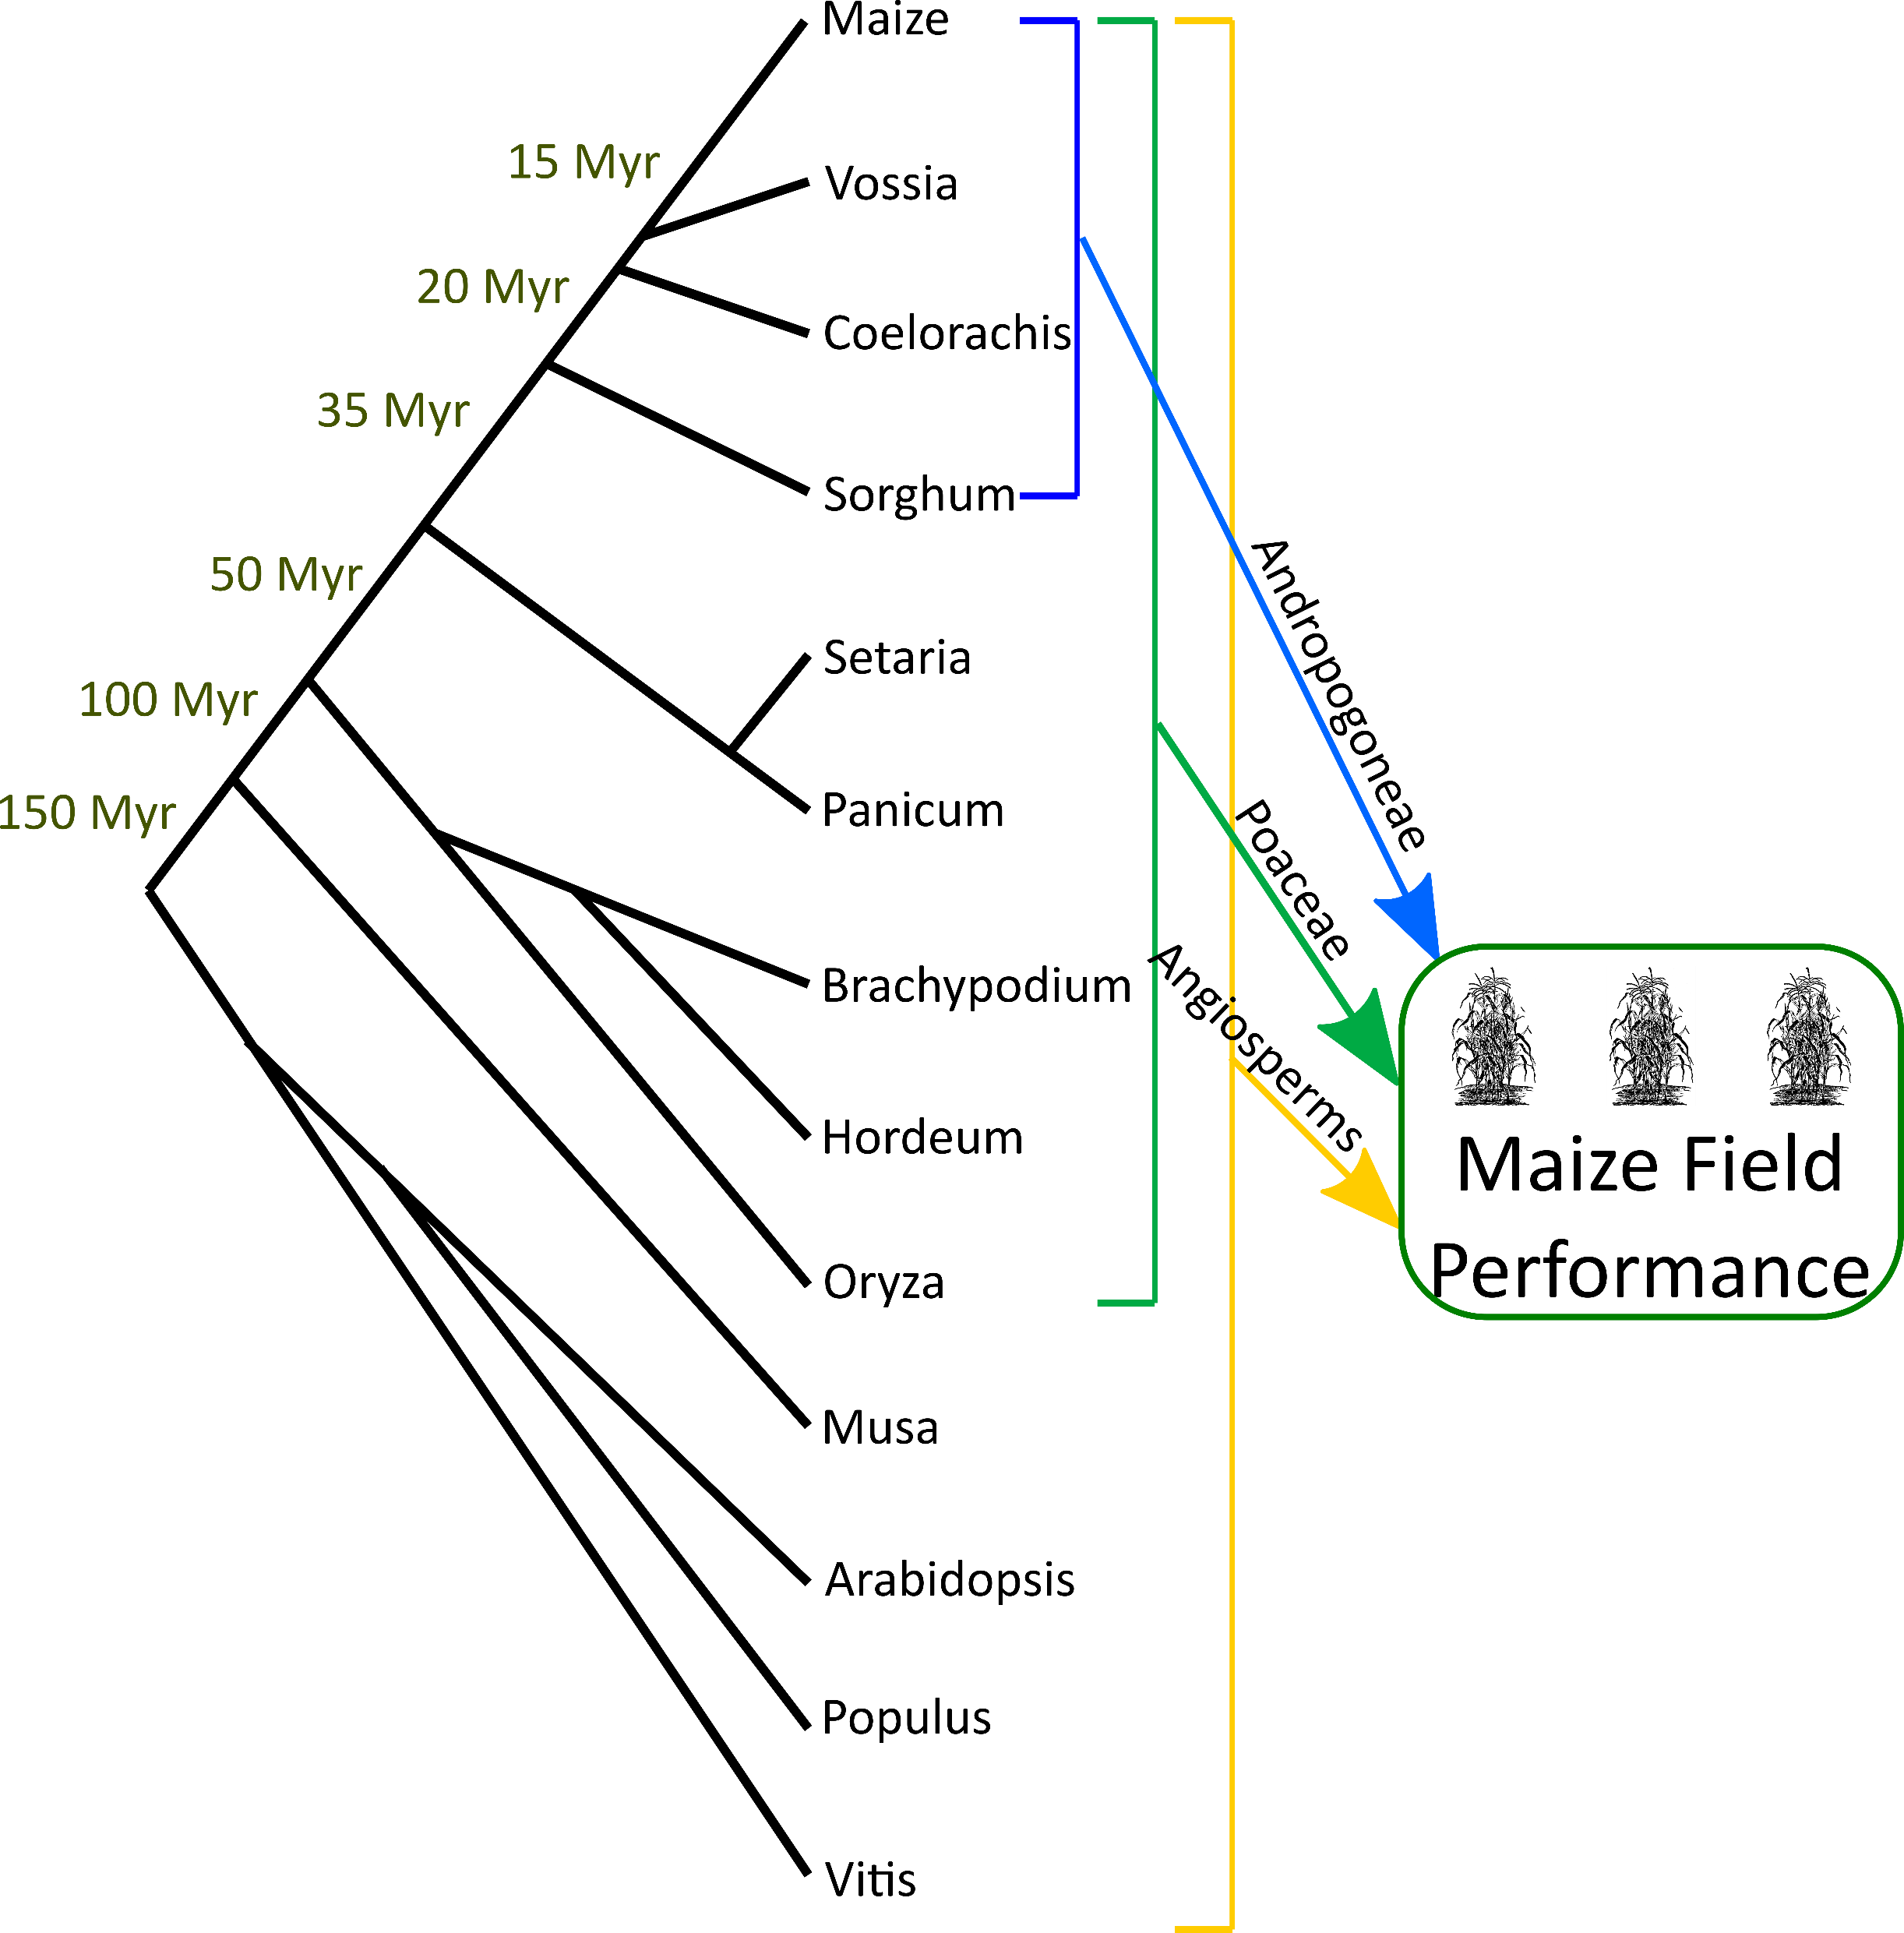 Maize
15 Myr
Vossia
20 Myr
Coelorachis
35 Myr
Sorghum
50 Myr
Andropogoneae
Setaria
100 Myr
150 Myr
Panicum
Poaceae
Brachypodium
Angiosperms
Hordeum
Maize Field
Performance
Oryza
Musa
Arabidopsis
Populus
Vitis